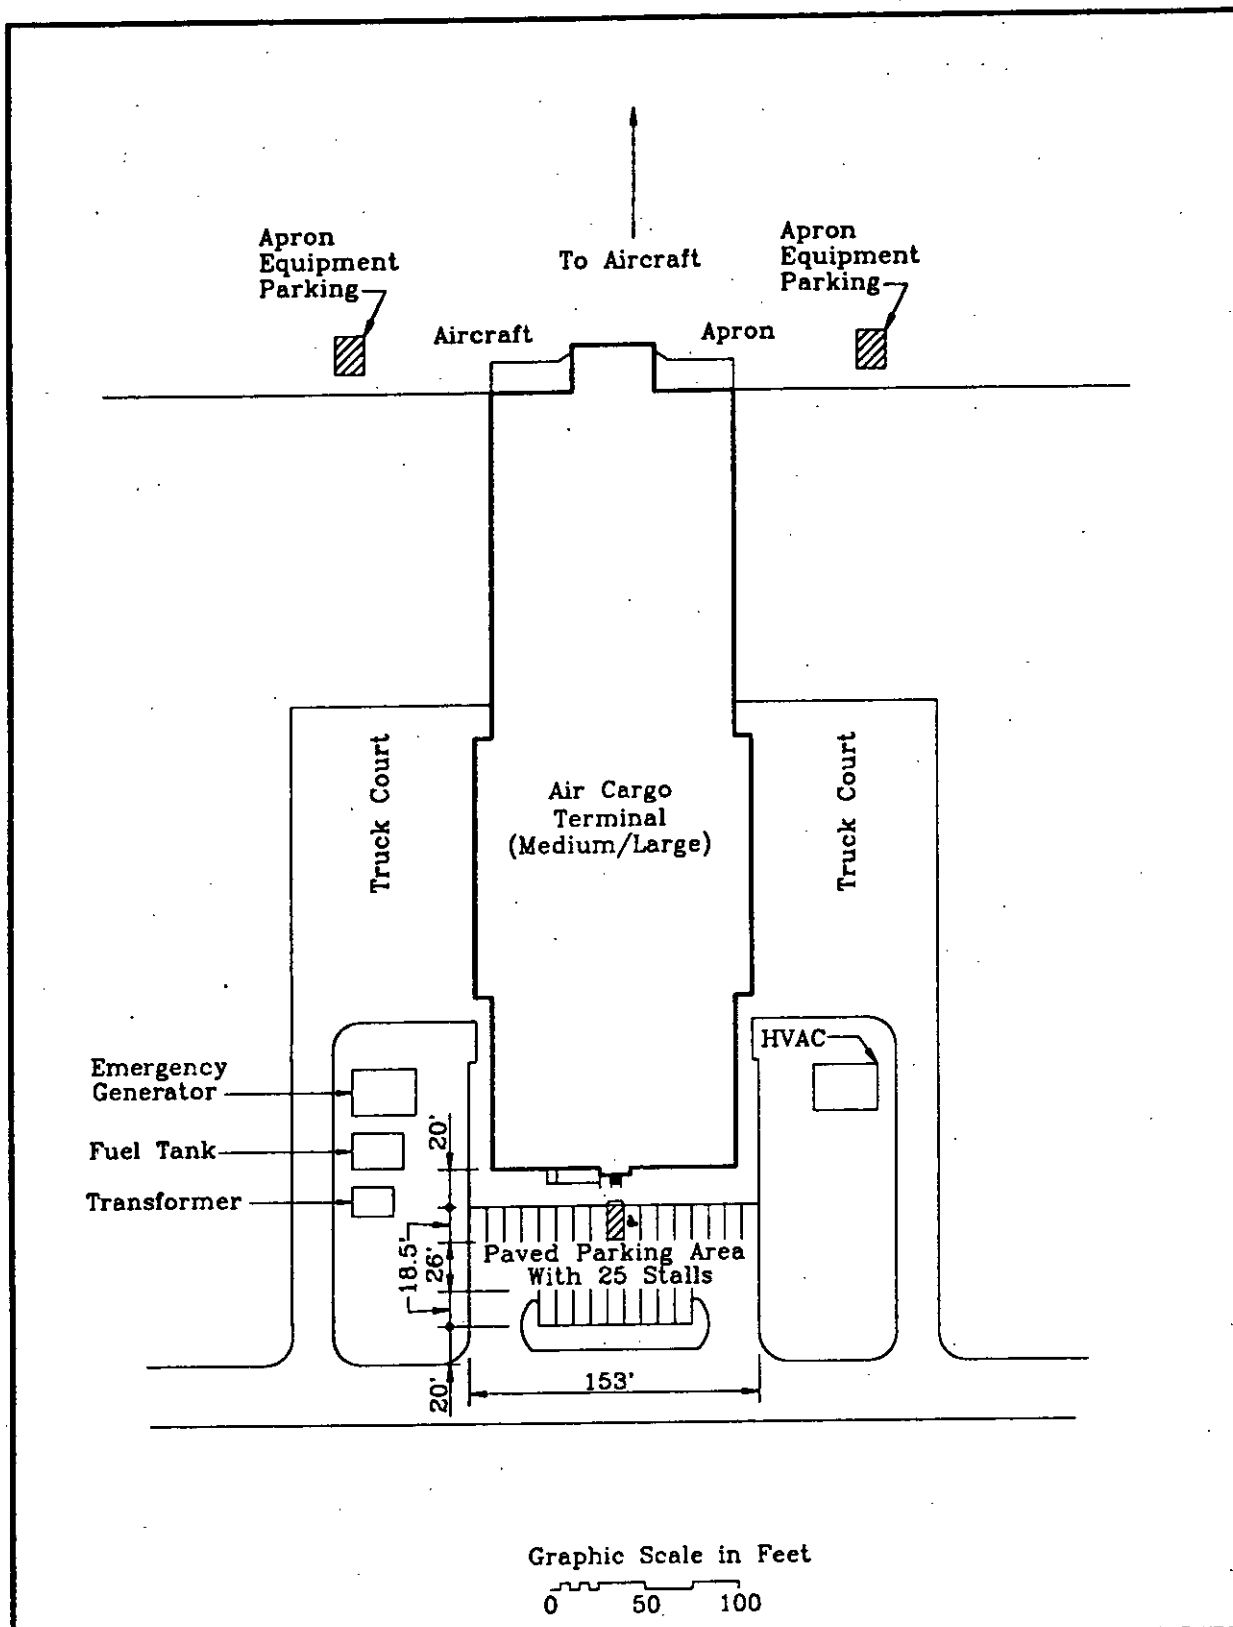 To Aircraft
Apron
Equipment
Parking
Apron
Equipment
Parking
Aircraft
Apron
Truck Court
Air Cargo
Terminal
(Medium/Large)
Truck Court
HVAC
Emergency
Generator
Fuel Tank
Transformer
20'
18.5'
26'
20'
Paved Parking Area
With 25 Stalls
153'
Graphic Scale in Feet
0 50 100